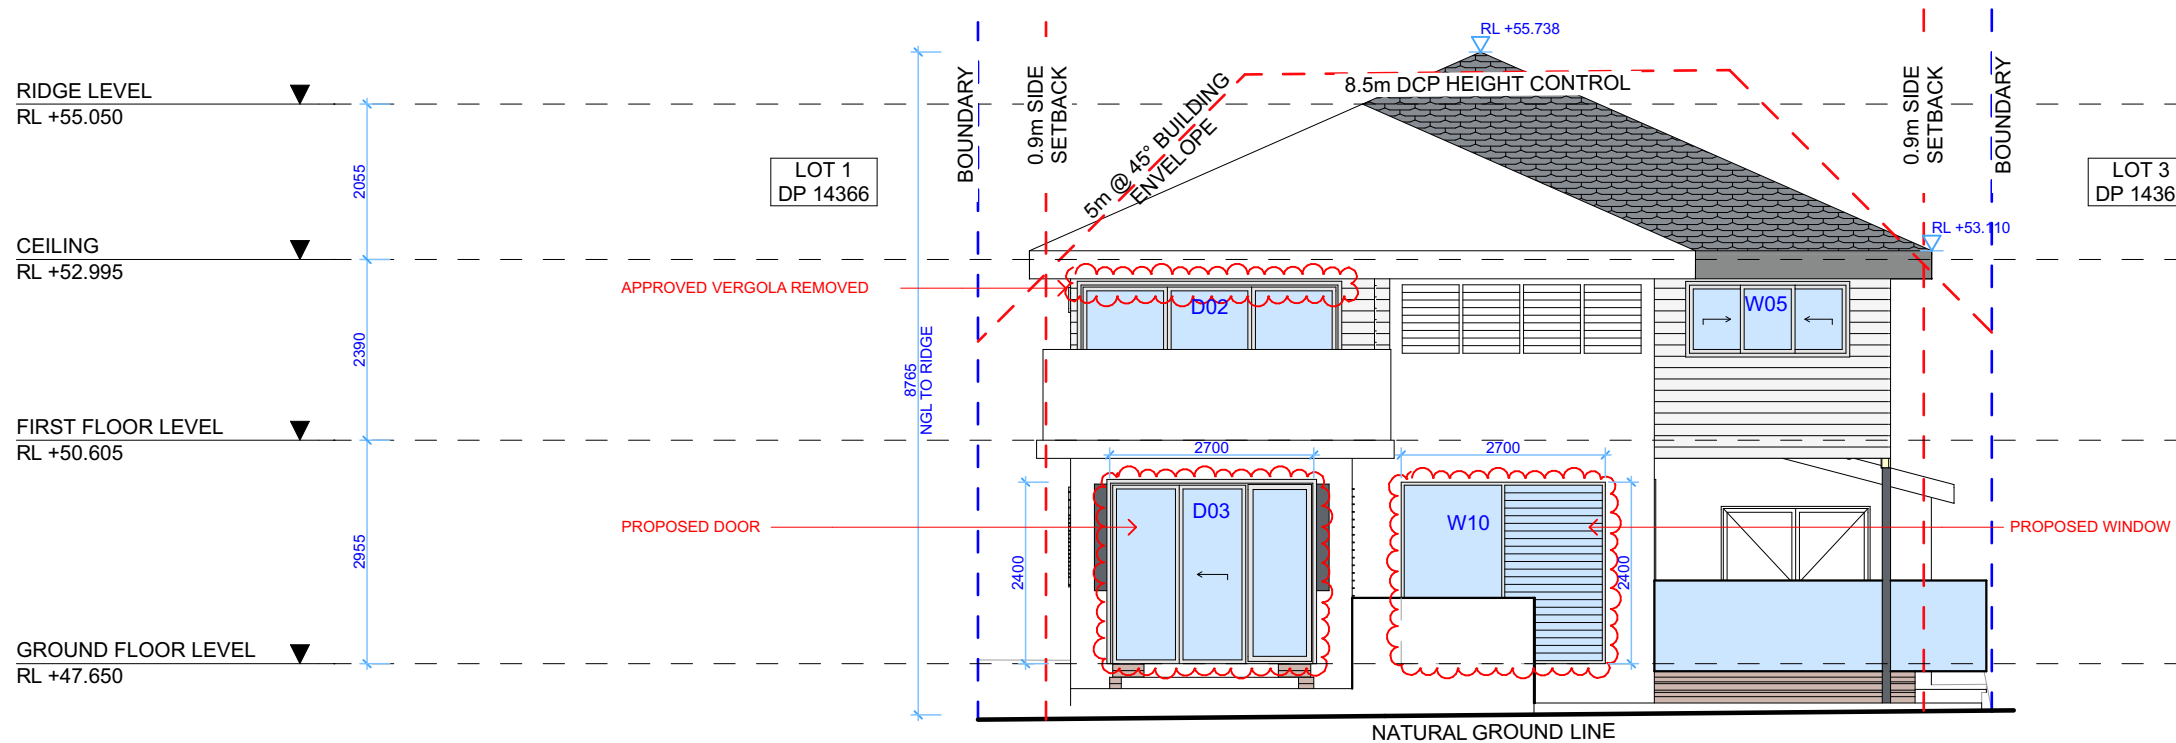 RL +55.738
8.5m DCP HEIGHT CONTROL
RIDGE LEVEL
RL +55.050
BOUNDARY
0.9m SIDE
SETBACK
5m @ 45° BUILDING
ENVELOPE
0.9m SIDE
SETBACK
BOUNDARY
LOT 1
DP 14366
LOT 3
DP 1436
2055
RL +53.110
CEILING
RL +52.995
APPROVED VERGOLA REMOVED
D02
W05
2390
8765
NGL TO RIDGE
FIRST FLOOR LEVEL
RL +50.605
2700
2700
PROPOSED DOOR
D03
W10
PROPOSED WINDOW
2955
2400
2400
GROUND FLOOR LEVEL
RL +47.650
NATURAL GROUND LINE